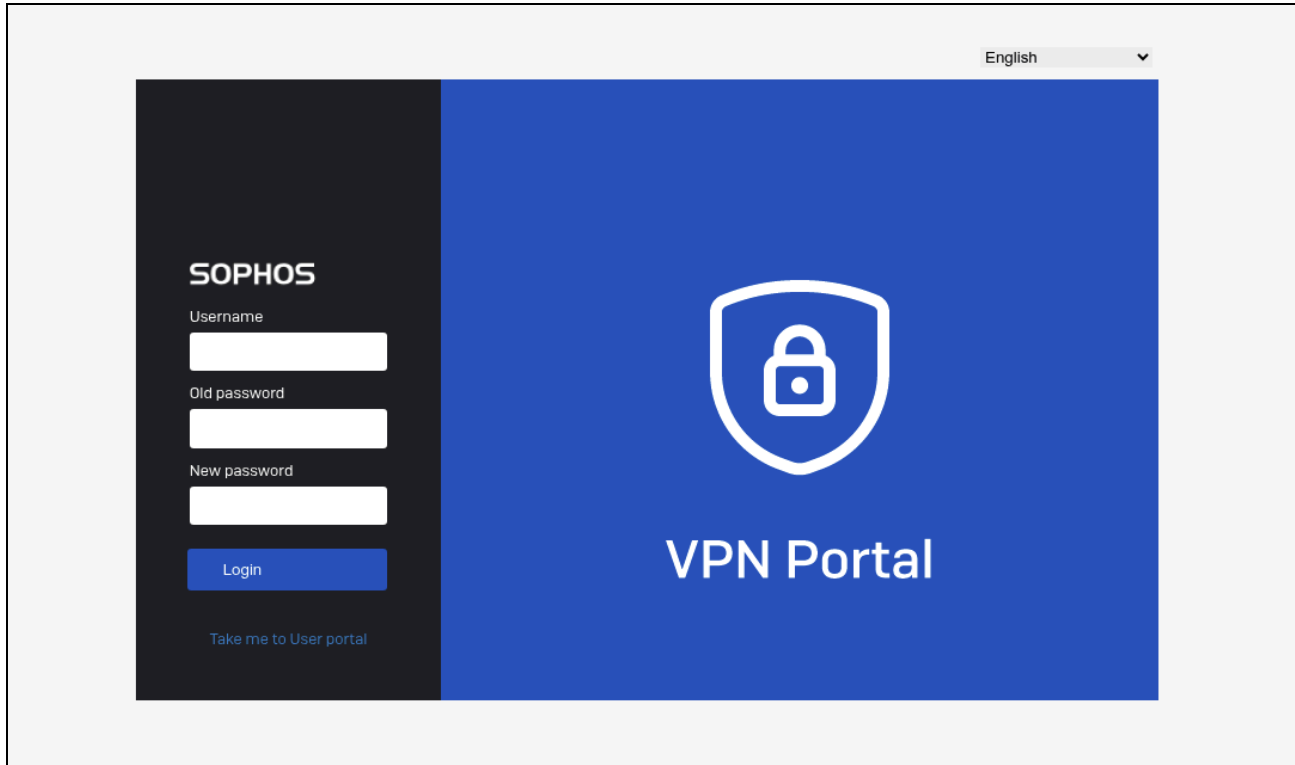 English
SOPHOS
Username
Old password
New password
Login
Take me to User portal
VPN Portal